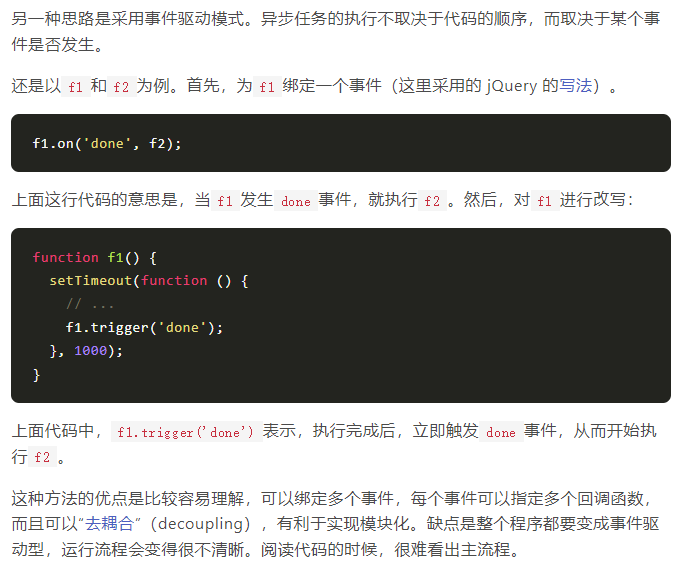 另一种思路是采用事件驱动模式。异步任务的执行不取决于代码的顺序，而取决于某个事
件是否发生。
还是以 f1 和 f2 为例。首先，为 f1 绑定一个事件（这里采用的 jQuery 的写法）。
f1.on('done', f2);
上面这行代码的意思是，当 f1 发生 done 事件，就执行 f2 。然后，对 f1 进行改写：
function f1() {
  setTimeout(function () {
    // ...
    f1.trigger('done');
  }, 1000);
}
上面代码中， f1.trigger('done') 表示，执行完成后，立即触发 done 事件，从而开始执
行 f2 。
这种方法的优点是比较容易理解，可以绑定多个事件，每个事件可以指定多个回调函数，
而且可以“去耦合”（decoupling），有利于实现模块化。缺点是整个程序都要变成事件驱
动型，运行流程会变得很不清晰。阅读代码的时候，很难看出主流程。